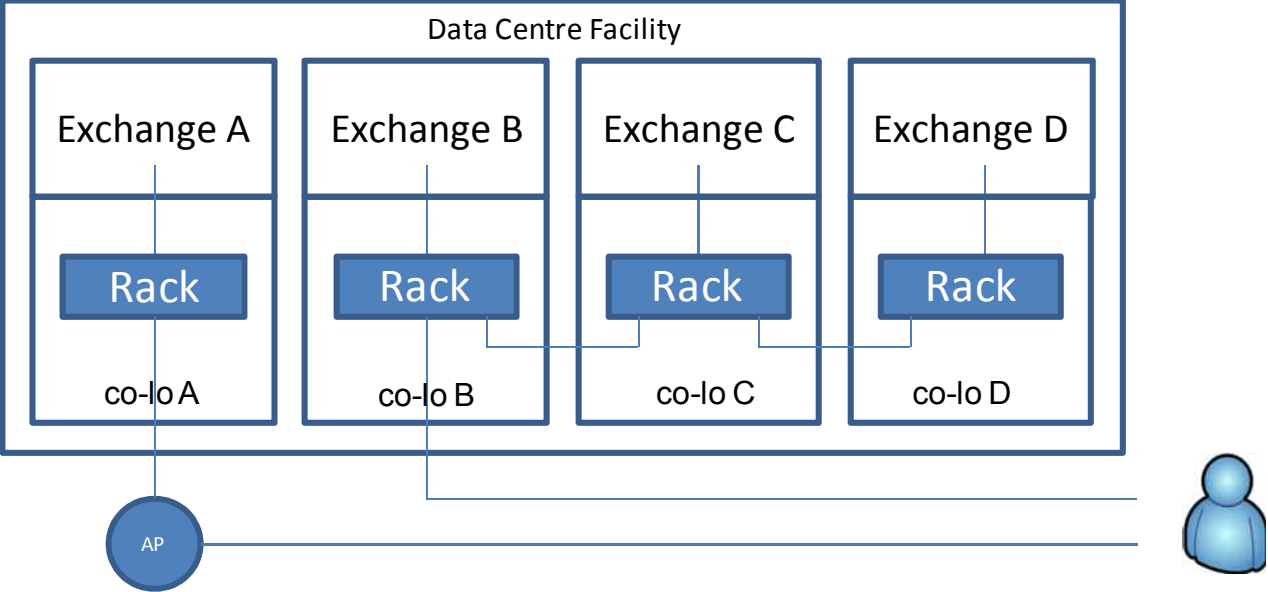 Data Centre Facility
Exchange A
Exchange B
Exchange C
Exchange D
Rack
Rack
Rack
Rack
co-lo A
co-lo B
co-lo C
co-lo D
AP